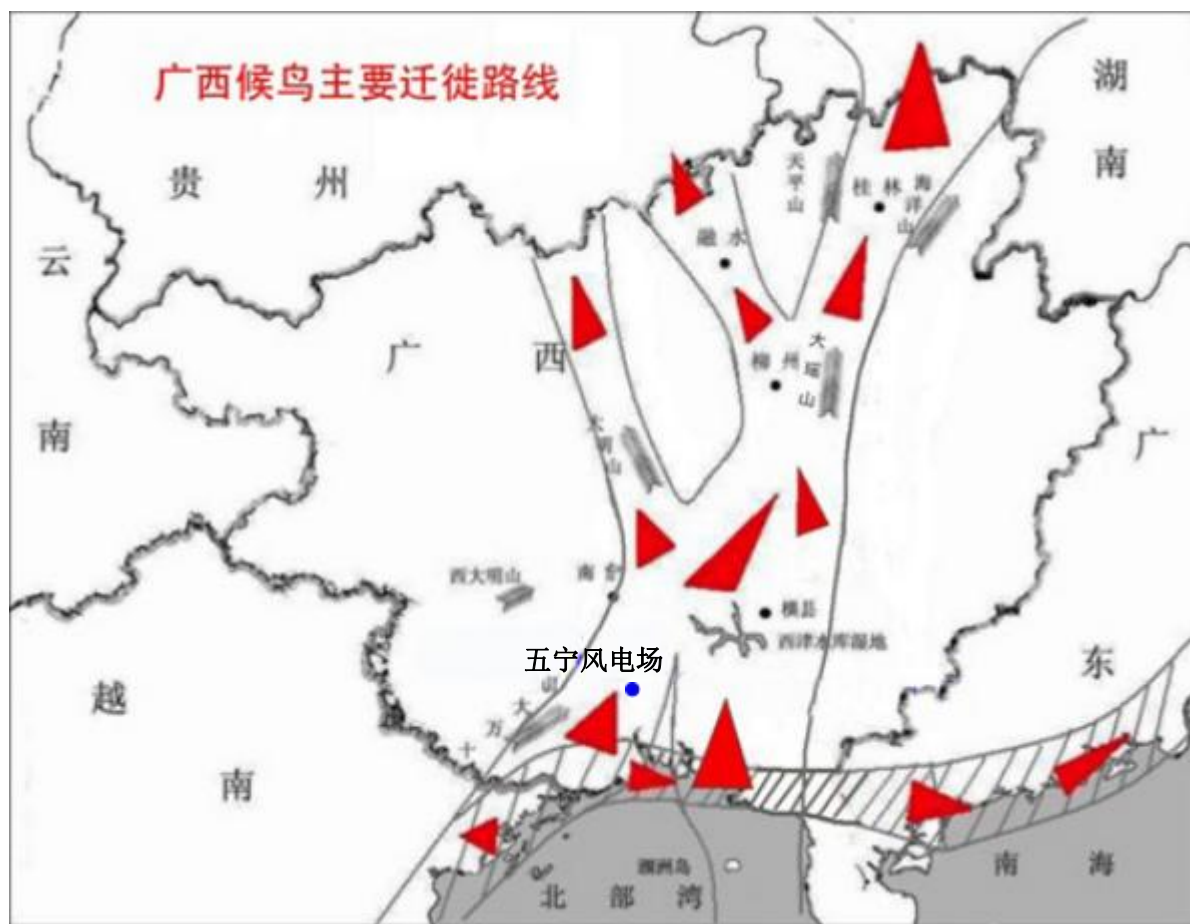 广西候鸟主要迁徙路线
湖南
贵州
云南
天平山
桂林
海洋山
融水
广西
柳州
大瑶山
大明山
广东
西大明山
南宁
横县
西津水库湿地
五宁风电场
十万大山
越南
涠洲岛
北部湾
南海